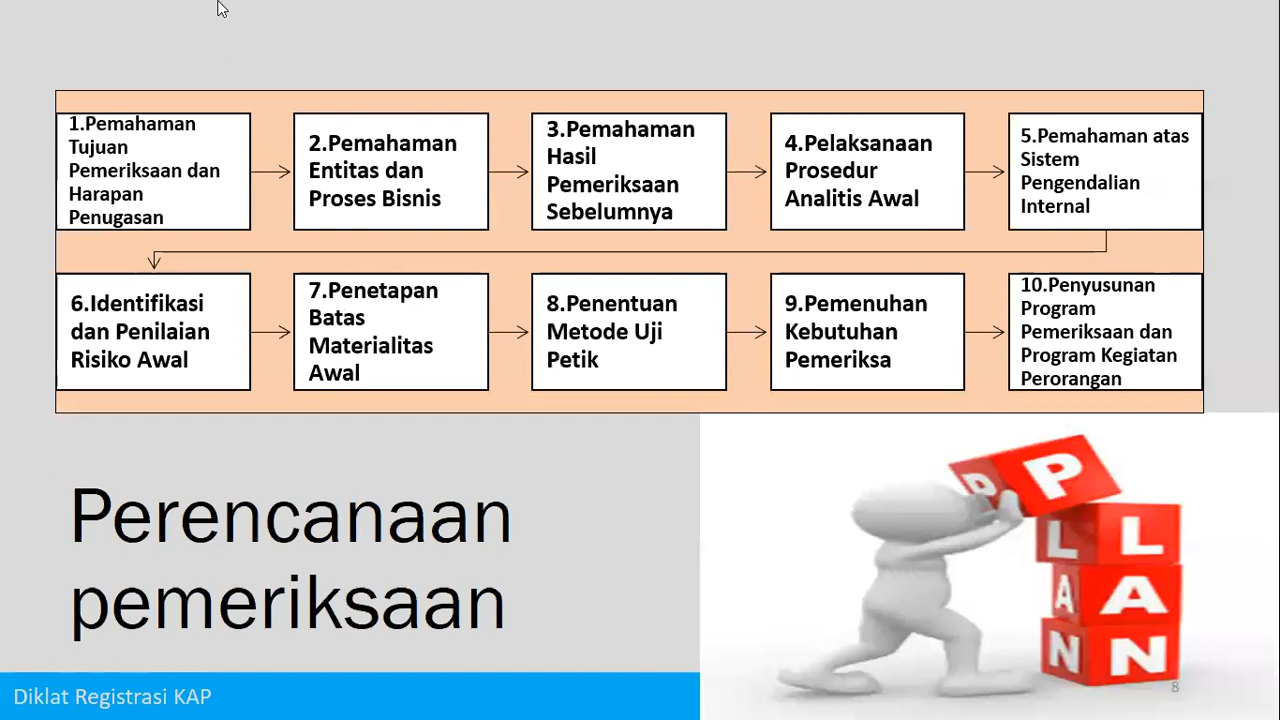 1.Pemahaman
Tujuan
Pemeriksaan dan
Harapan
Penugasan
2.Pemahaman
Entitas dan
Proses Bisnis
3.Pemahaman
Hasil
Pemeriksaan
Sebelumnya
4.Pelaksanaan
Prosedur
Analitis Awal
5.Pemahaman atas
Sistem
Pengendalian
Internal
6.Identifikasi
dan Penilaian
Risiko Awal
7.Penetapan
Batas
Materialitas
Awal
8.Penentuan
Metode Uji
Petik
9.Pemenuhan
Kebutuhan
Pemeriksa
10.Penyusunan
Program
Pemeriksaan dan
Program Kegiatan
Perorangan
Perencanaan
pemeriksaan
P P
L L
A A
N N
Diklat Registrasi KAP
8